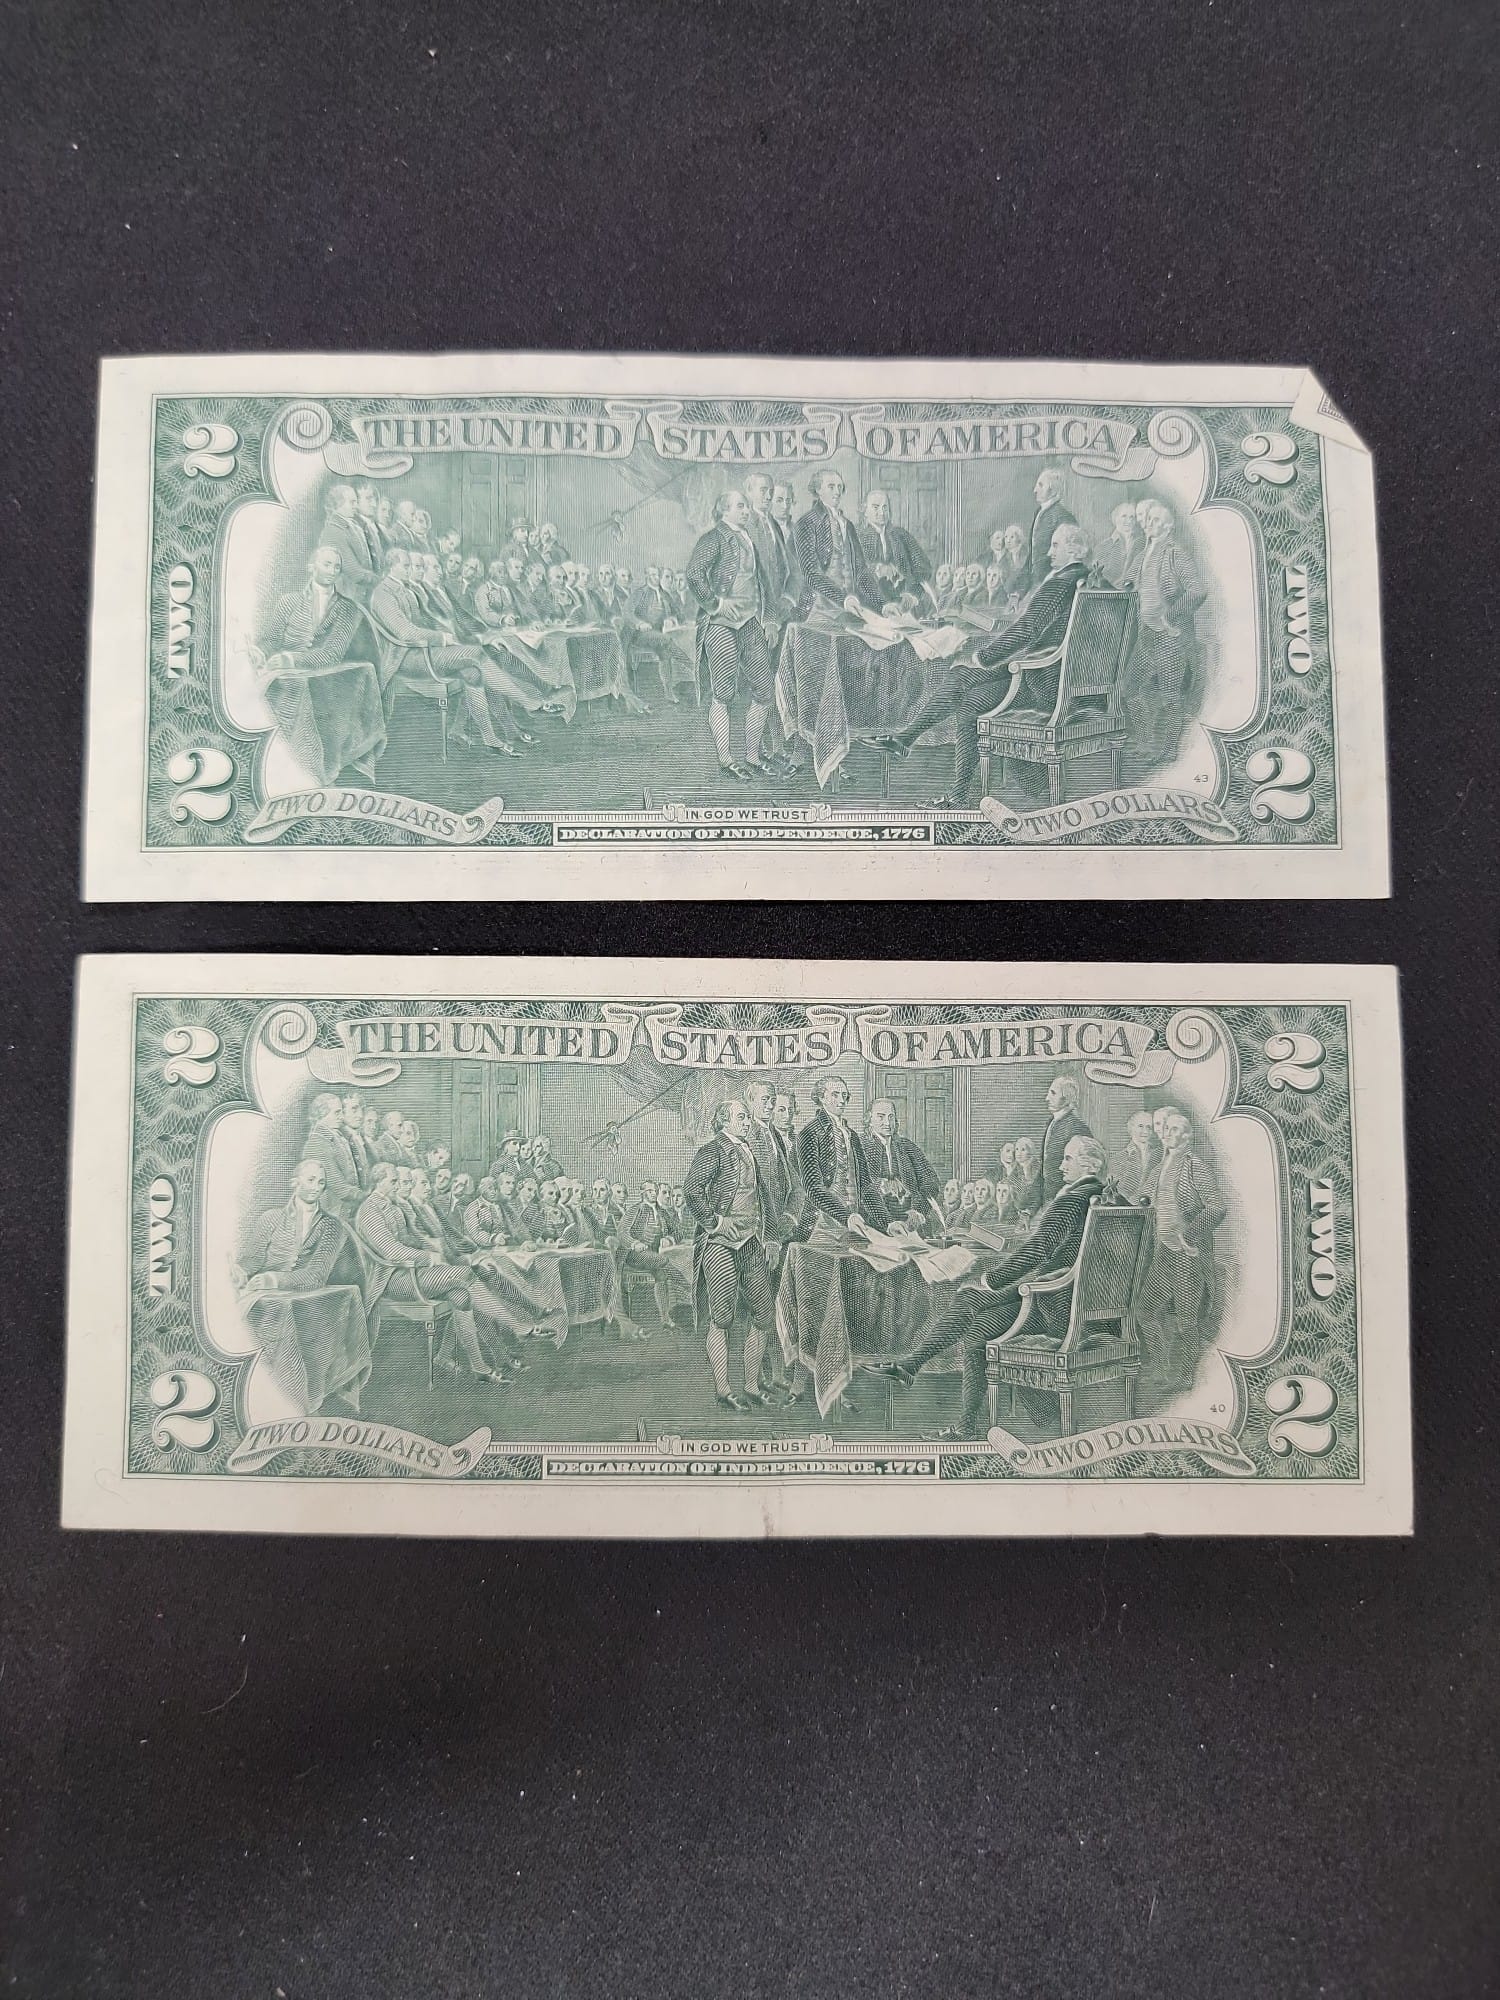 THE UNITED STATES OF AMERICA
2 2
TWO TWO
43
2 2
TWO DOLLARS IN GOD WE TRUST TWO DOLLARS
DECLARATION OF INDEPENDENCE, 1776
THE UNITED STATES OF AMERICA
2 2
TWO TWO
40
2 2
TWO DOLLARS IN GOD WE TRUST TWO DOLLARS
DECLARATION OF INDEPENDENCE, 1776